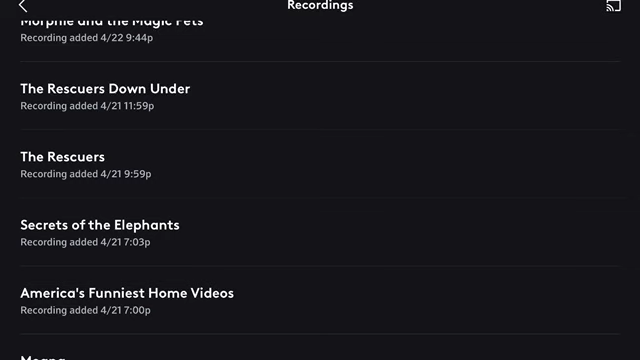 Recordings
Morphle and the Magic Pets
Recording added 4/22 9:44p
The Rescuers Down Under
Recording added 4/21 11:59p
The Rescuers
Recording added 4/21 9:59p
Secrets of the Elephants
Recording added 4/21 7:03p
America's Funniest Home Videos
Recording added 4/21 7:00p
Moana